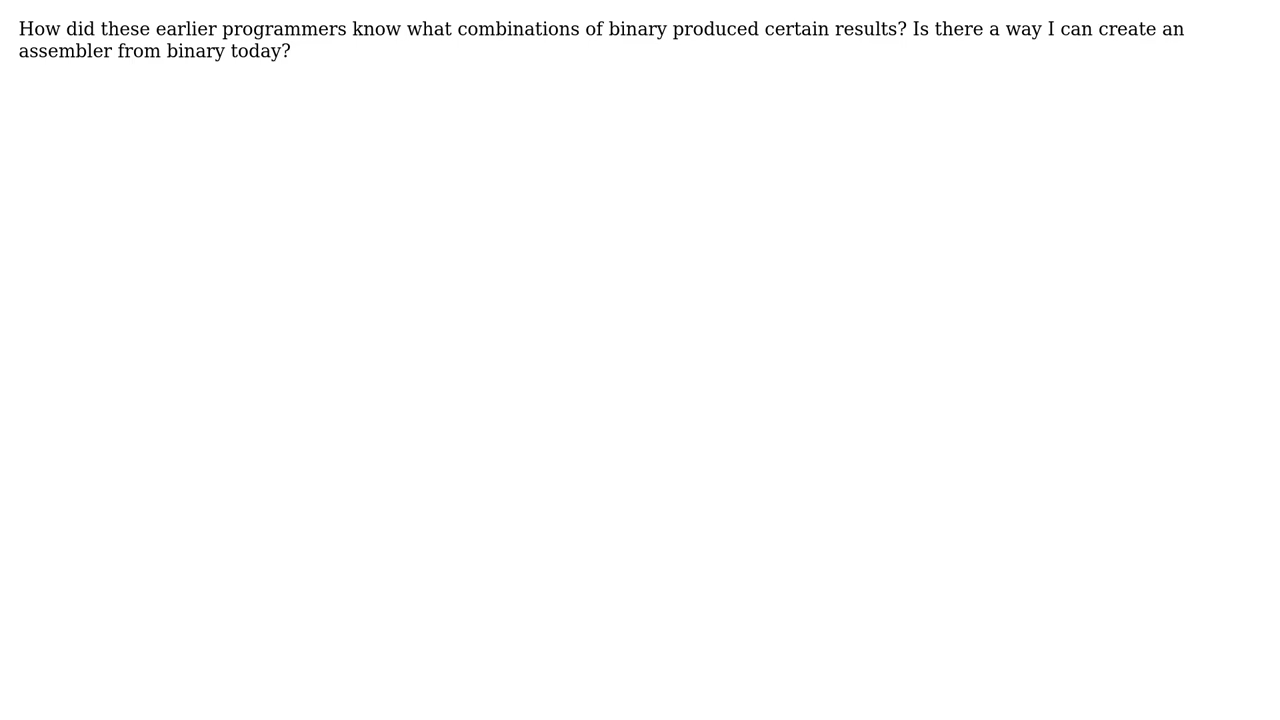 How did these earlier programmers know what combinations of binary produced certain results? Is there a way I can create an
assembler from binary today?